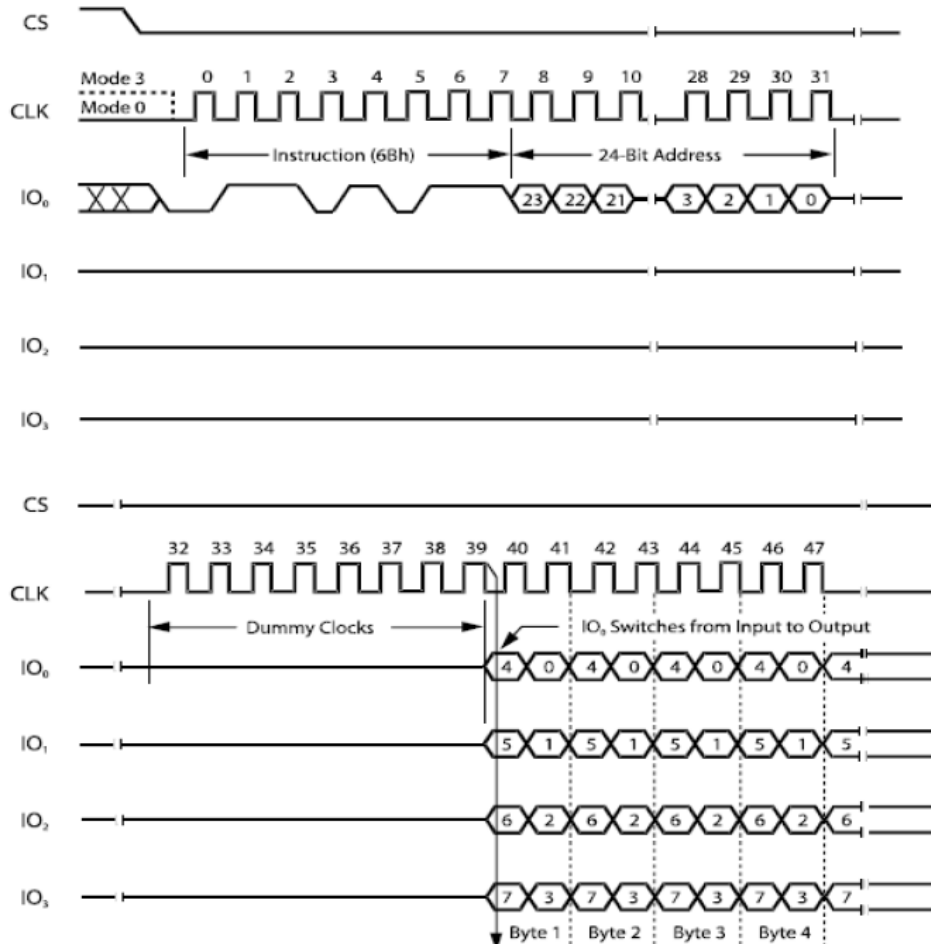 CS
Mode 3 0 1 2 3 4 5 6 7 8 9 10 28 29 30 31
CLK Mode 0
Instruction (6Bh) 24-Bit Address
IO₀ 23 22 21 3 2 1 0
IO₁
IO₂
IO₃
CS
32 33 34 35 36 37 38 39 40 41 42 43 44 45 46 47
CLK
Dummy Clocks IO₀ Switches from Input to Output
IO₀ 4 0 4 0 4 0 4 0 4
IO₁ 5 1 5 1 5 1 5 1 5
IO₂ 6 2 6 2 6 2 6 2 6
IO₃ 7 3 7 3 7 3 7 3 7
Byte 1 Byte 2 Byte 3 Byte 4